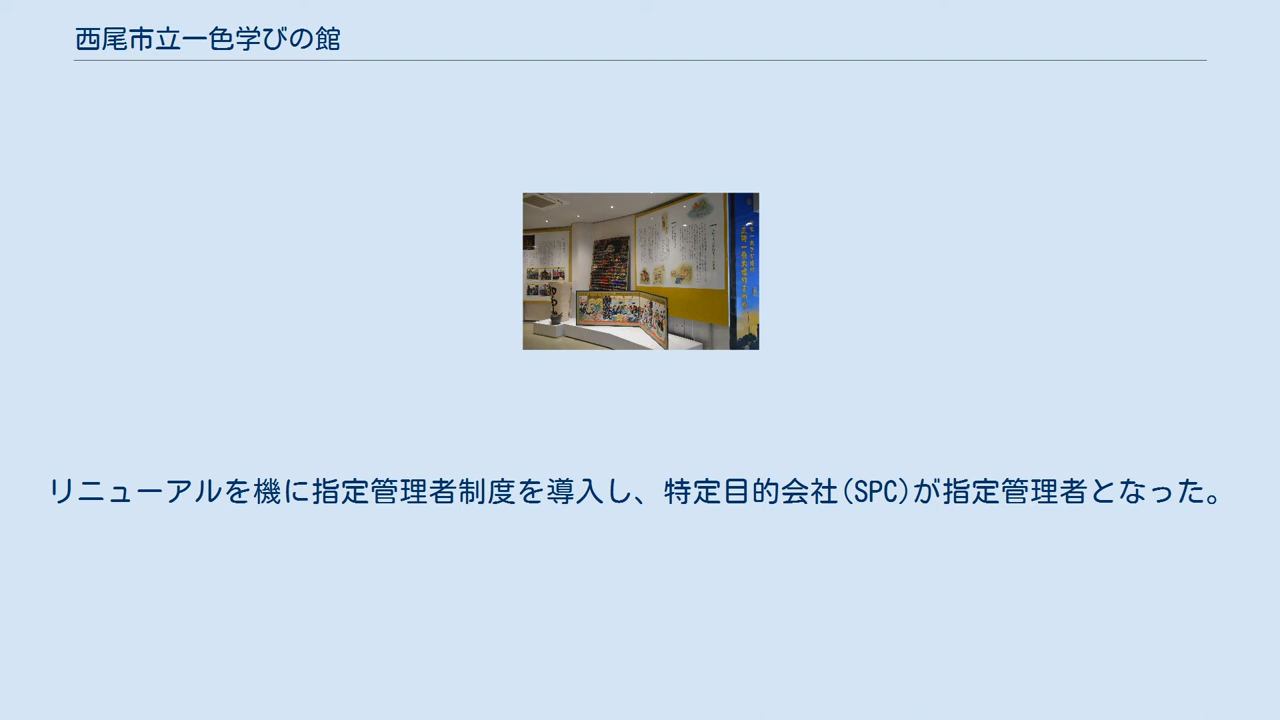 西尾市立一色学びの館
リニューアルを機に指定管理者制度を導入し、特定目的会社(SPC)が指定管理者となった。